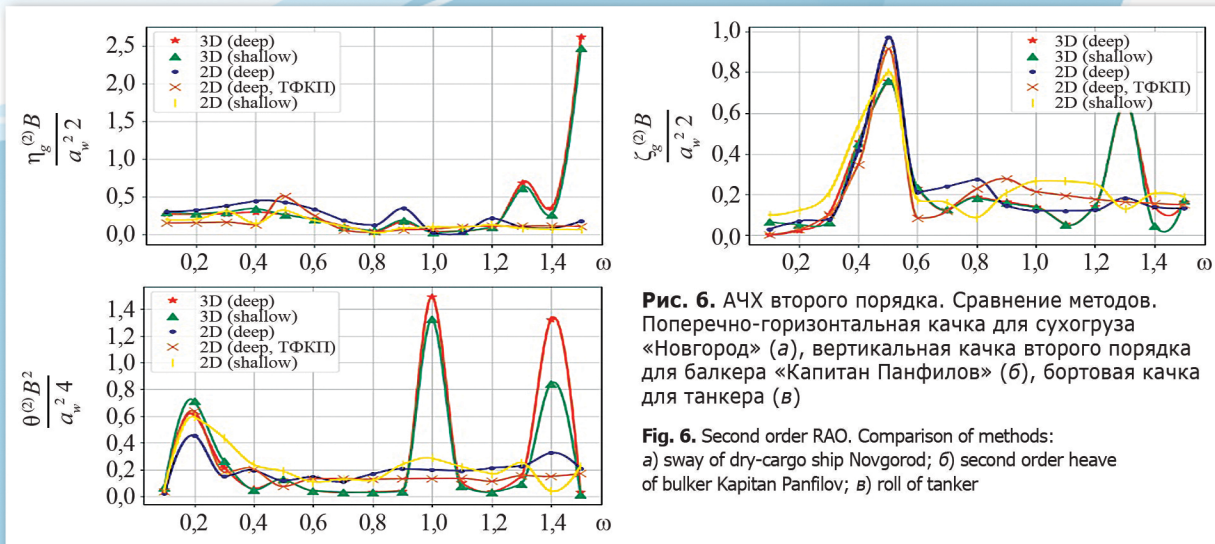 2,5
2,0
1,5
1,0
0,5
0,0
η_g^(2) B
a_w^2 2
3D (deep)
3D (shallow)
2D (deep)
2D (deep, ТФКП)
2D (shallow)
0,2 0,4 0,6 0,8 1,0 1,2 1,4 ω
1,0
0,8
0,6
0,4
0,2
0,0
ζ_g^(2) B
a_w^2 2
3D (deep)
3D (shallow)
2D (deep)
2D (deep, ТФКП)
2D (shallow)
0,2 0,4 0,6 0,8 1,0 1,2 1,4 ω
1,4
1,2
1,0
0,8
0,6
0,4
0,2
0,0
θ^(2) B^2
a_w^2 4
3D (deep)
3D (shallow)
2D (deep)
2D (deep, ТФКП)
2D (shallow)
0,2 0,4 0,6 0,8 1,0 1,2 1,4 ω
Рис. 6. АЧХ второго порядка. Сравнение методов.
Поперечно-горизонтальная качка для сухогруза
«Новгород» (а), вертикальная качка второго порядка
для балкера «Капитан Панфилов» (б), бортовая качка
для танкера (в)
Fig. 6. Second order RAO. Comparison of methods:
а) sway of dry-cargo ship Novgorod; б) second order heave
of bulker Kapitan Panfilov; в) roll of tanker